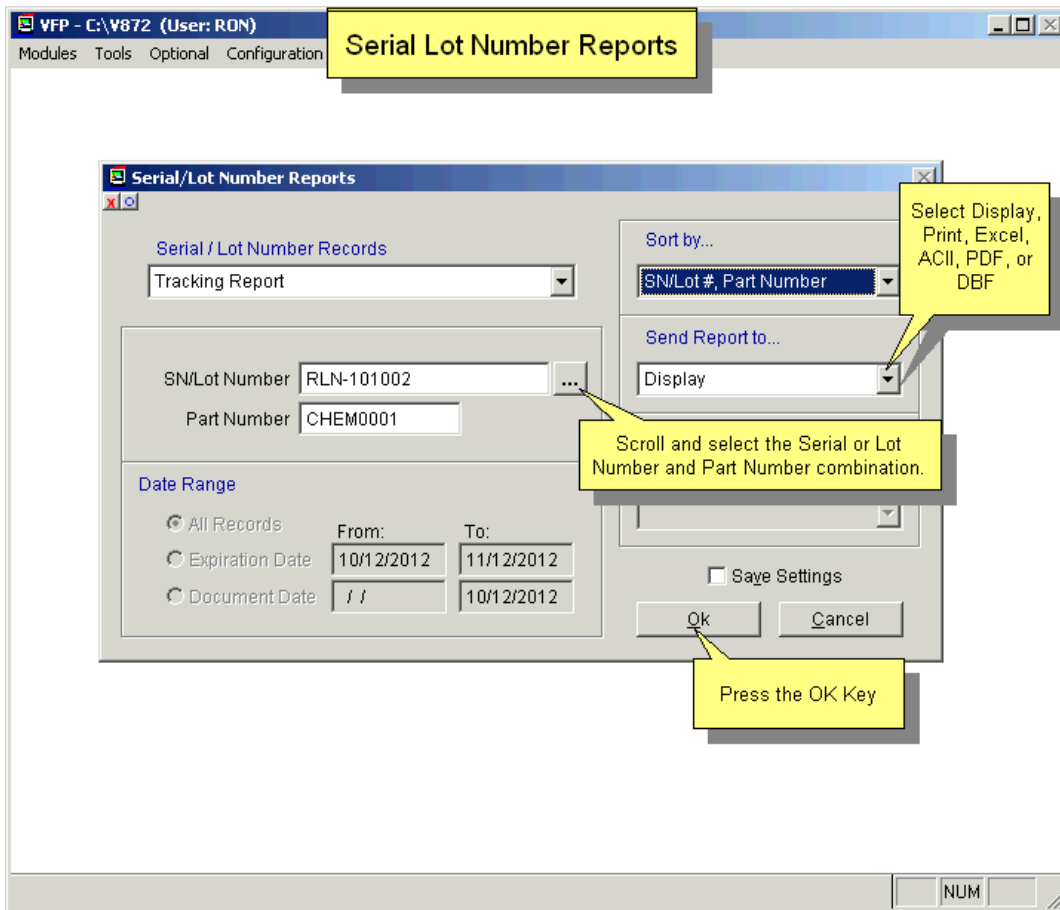 VFP - C:\V872 (User: RON)
Serial Lot Number Reports
Modules Tools Optional Configuration
Serial/Lot Number Reports
Select Display,
Print, Excel,
ACII, PDF, or
DBF
Serial / Lot Number Records
Tracking Report
Sort by...
SN/Lot #, Part Number
Send Report to...
Display
SN/Lot Number RLN-101002 ...
Part Number CHEM0001
Scroll and select the Serial or Lot
Number and Part Number combination.
Date Range
All Records From: To:
Expiration Date 10/12/2012 11/12/2012
Document Date / / 10/12/2012
Save Settings
Ok Cancel
Press the OK Key
NUM